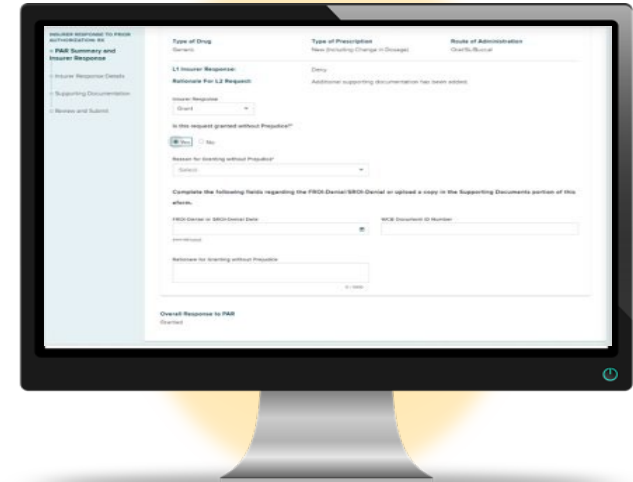 INSURER RESPONSE TO PRIOR
AUTHORIZATION: RX
PAR Summary and
Insurer Response
Insurer Response Details
Supporting Documentation
Review and Submit
Type of Drug
Generic
Type of Prescription
New (Including Change in Dosage)
Route of Administration
Oral/SL/Buccal
L1 Insurer Response:
Deny
Rationale For L2 Request:
Additional supporting documentation has been added.
Insurer Response
Grant
Is this request granted without Prejudice?*
Yes
No
Reason for Granting without Prejudice*
Select
Complete the following fields regarding the FROI-Denial/SROI-Denial or upload a copy in the Supporting Documents portion of this
eform.
FROI-Denial or SROI-Denial Date
WCB Document ID Number
Rationale for Granting without Prejudice
Overall Response to PAR
Granted